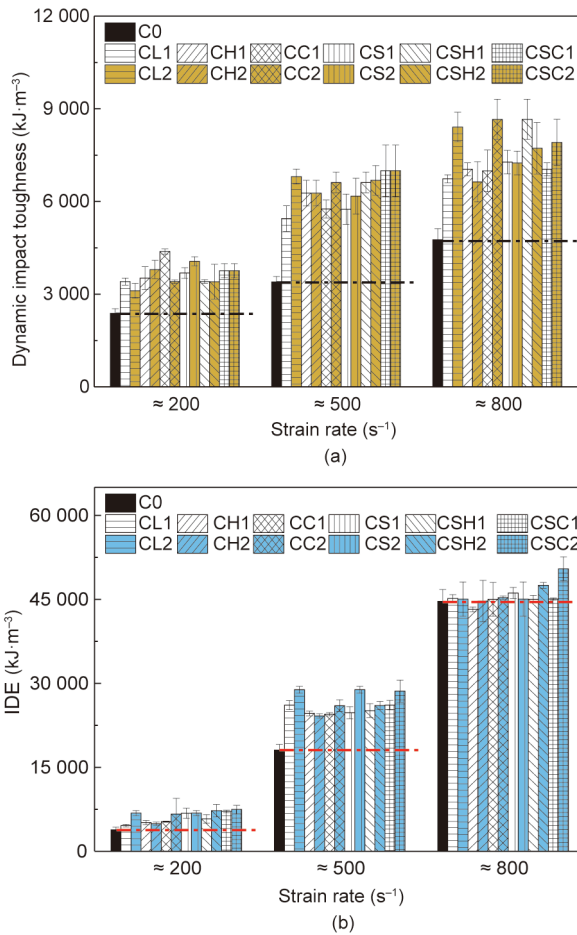 12 000
9 000
6 000
3 000
0
Dynamic impact toughness (kJ·m⁻³)
C0
CL1 CH1 CC1 CS1 CSH1 CSC1
CL2 CH2 CC2 CS2 CSH2 CSC2
≈ 200 ≈ 500 ≈ 800
Strain rate (s⁻¹)
(a)
60 000
45 000
30 000
15 000
0
IDE (kJ·m⁻³)
C0
CL1 CH1 CC1 CS1 CSH1 CSC1
CL2 CH2 CC2 CS2 CSH2 CSC2
≈ 200 ≈ 500 ≈ 800
Strain rate (s⁻¹)
(b)